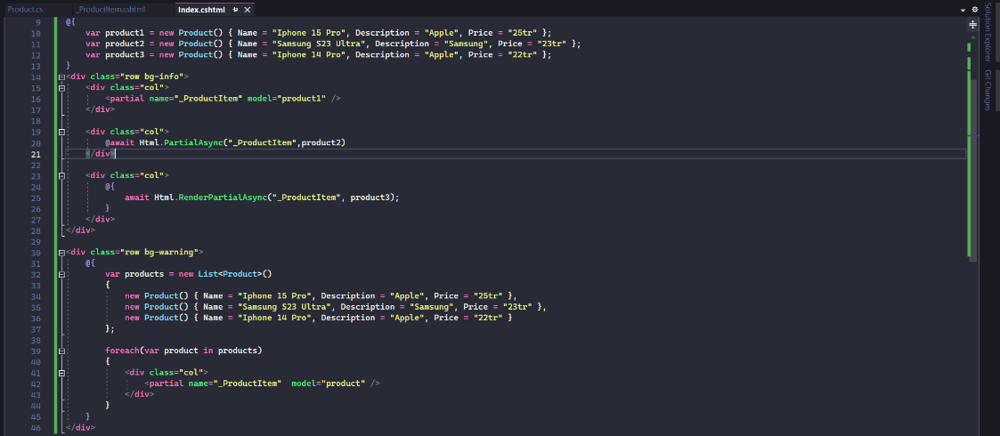 Product.cs _ProductItem.cshtml Index.cshtml
9 @{
10 var product1 = new Product() { Name = "Iphone 15 Pro", Description = "Apple", Price = "25tr" };
11 var product2 = new Product() { Name = "Samsung S23 Ultra", Description = "Samsung", Price = "23tr" };
12 var product3 = new Product() { Name = "Iphone 14 Pro", Description = "Apple", Price = "22tr" };
13 }
14 <div class="row bg-info">
15 <div class="col">
16 <partial name="_ProductItem" model="product1" />
17 </div>
18
19 <div class="col">
20 @await Html.PartialAsync("_ProductItem",product2)
21 </div>
22
23 <div class="col">
24 @{
25 await Html.RenderPartialAsync("_ProductItem", product3);
26 }
27 </div>
28 </div>
29
30 <div class="row bg-warning">
31 @{
32 var products = new List<Product>()
33 {
34 new Product() { Name = "Iphone 15 Pro", Description = "Apple", Price = "25tr" },
35 new Product() { Name = "Samsung S23 Ultra", Description = "Samsung", Price = "23tr" },
36 new Product() { Name = "Iphone 14 Pro", Description = "Apple", Price = "22tr" }
37 };
38
39 foreach(var product in products)
40 {
41 <div class="col">
42 <partial name="_ProductItem"  model="product" />
43 </div>
44 }
45 }
46 </div>
Solution Explorer
Git Changes